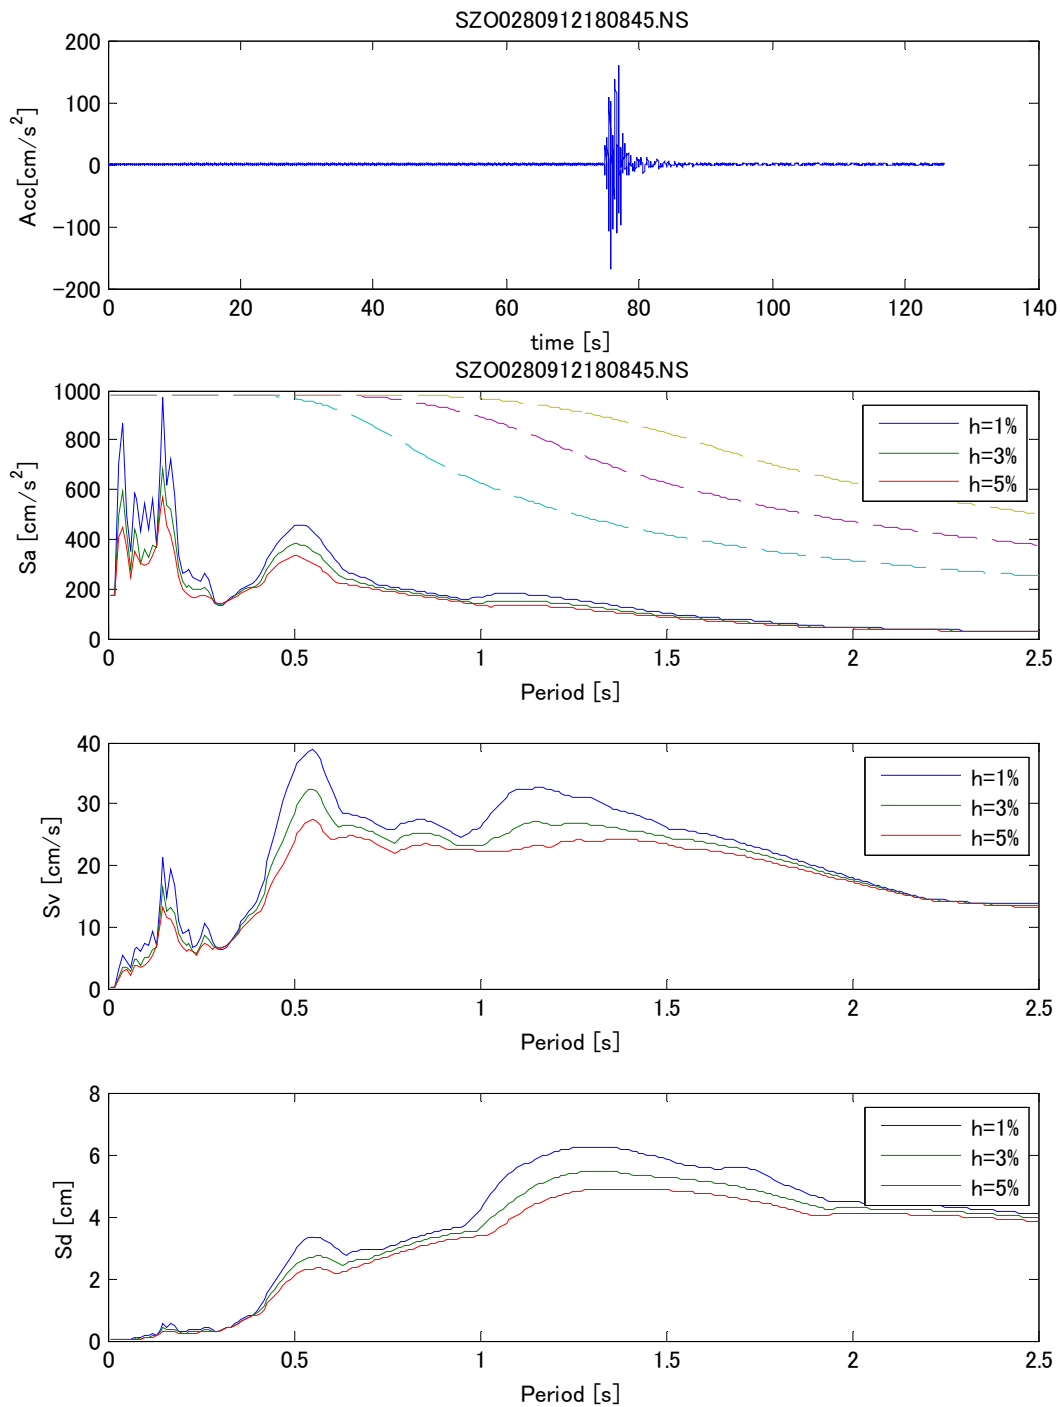 SZO0280912180845.NS
200
100
0
-100
-200
Acc[cm/s²]
0 20 40 60 80 100 120 140
time [s]
SZO0280912180845.NS
1000
800
600
400
200
0
Sa [cm/s²]
h=1%
h=3%
h=5%
0 0.5 1 1.5 2 2.5
Period [s]
40
30
20
10
0
Sv [cm/s]
h=1%
h=3%
h=5%
0 0.5 1 1.5 2 2.5
Period [s]
8
6
4
2
0
Sd [cm]
h=1%
h=3%
h=5%
0 0.5 1 1.5 2 2.5
Period [s]